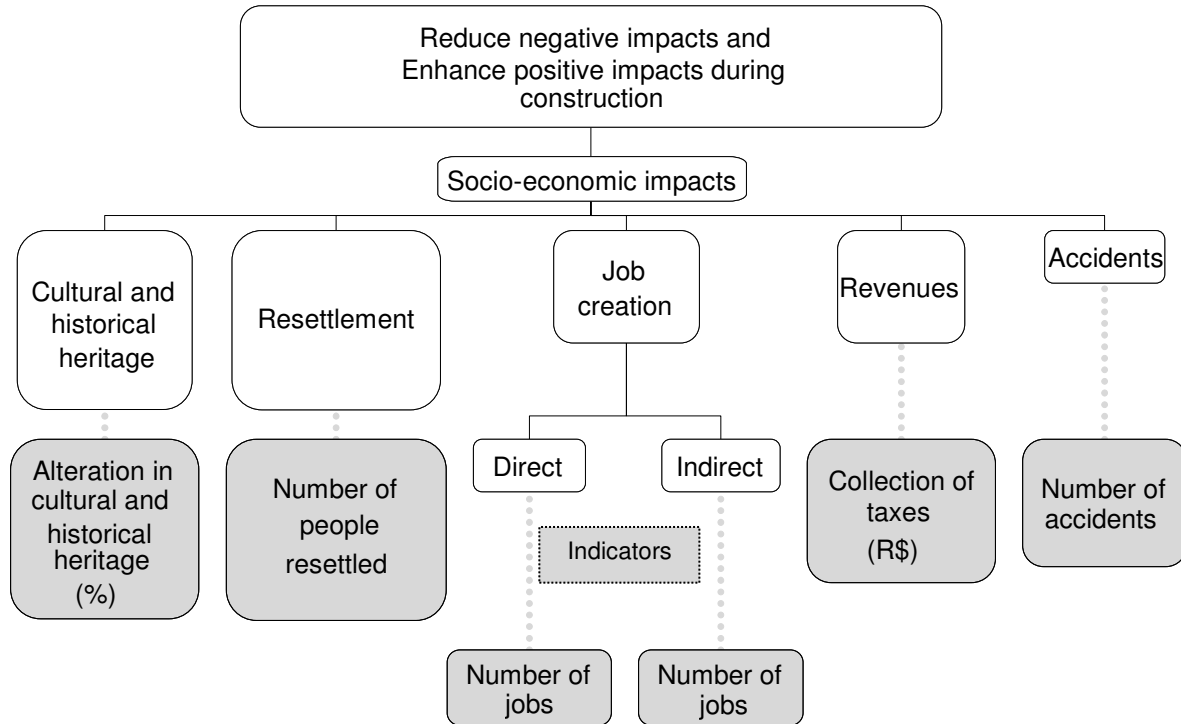 Reduce negative impacts and
Enhance positive impacts during
construction
Socio-economic impacts
Cultural and
historical
heritage
Resettlement
Job
creation
Revenues
Accidents
Direct
Indirect
Alteration in
cultural and
historical
heritage
(%)
Number of
people
resettled
Indicators
Collection of
taxes
(R$)
Number of
accidents
Number of
jobs
Number of
jobs